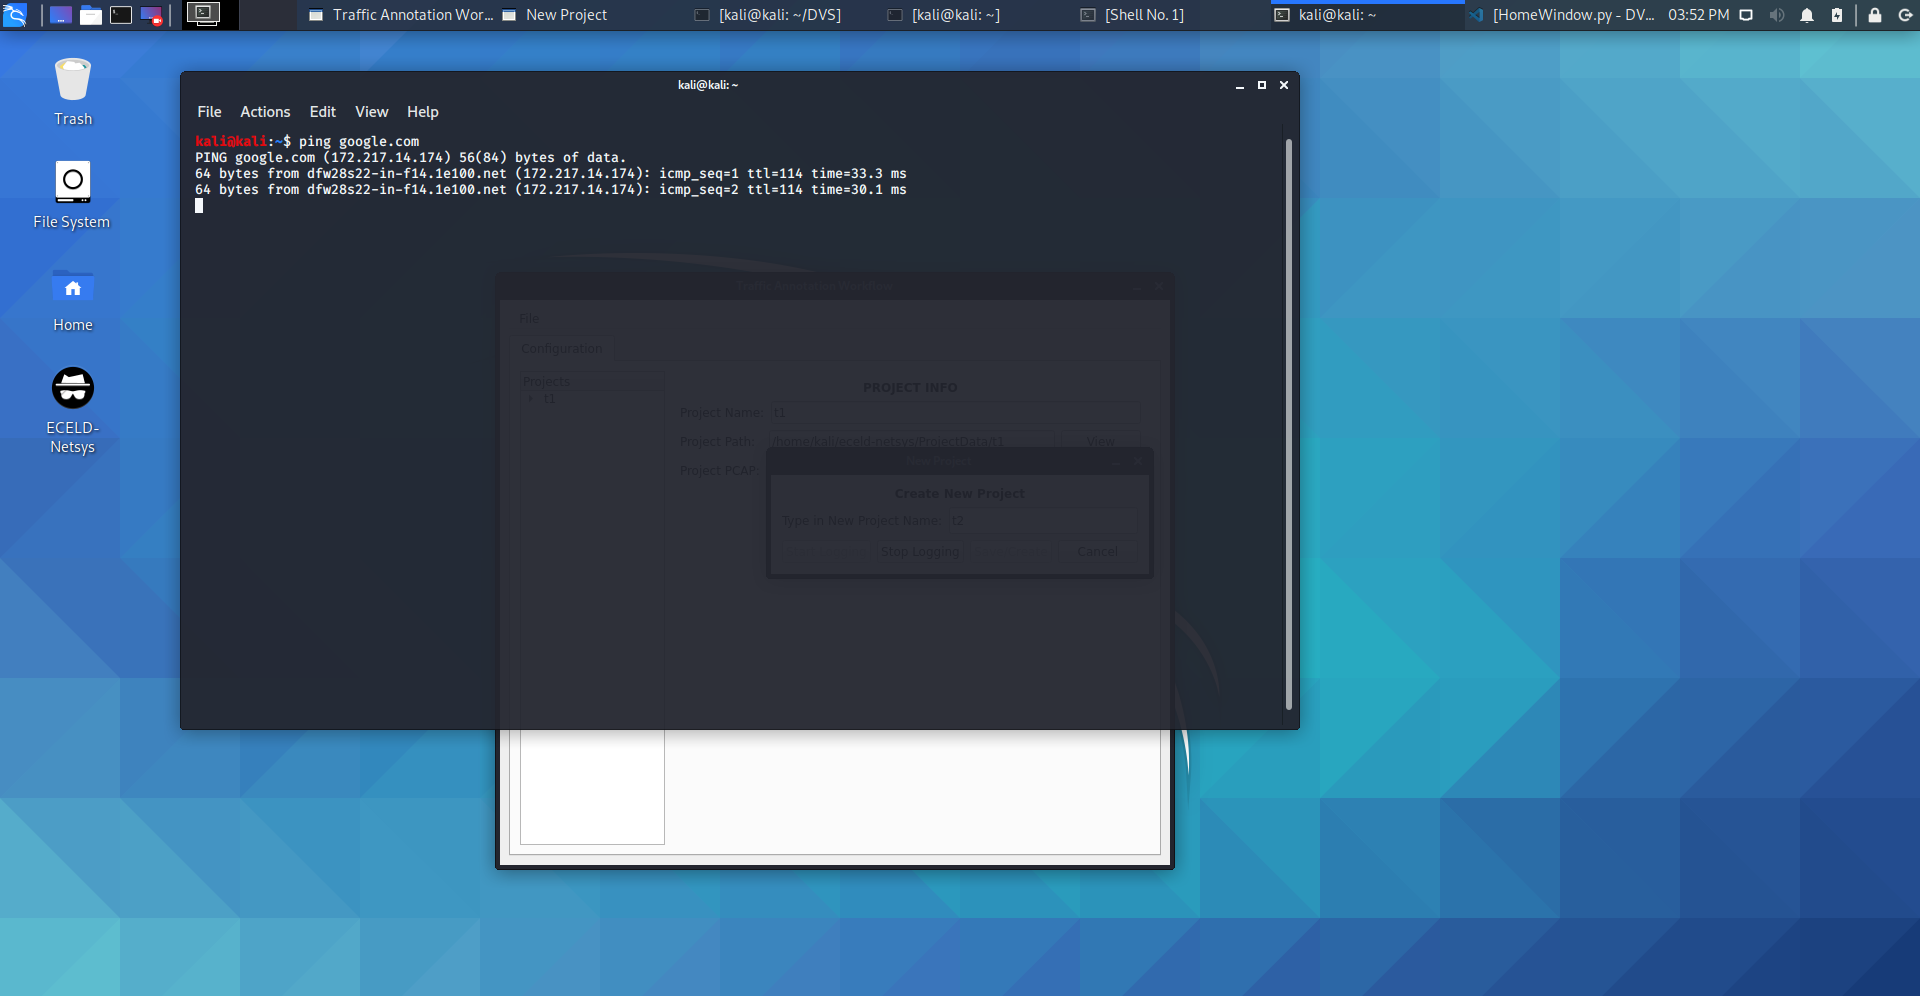 Traffic Annotation Wor...
New Project
[kali@kali: ~/DVS]
[kali@kali: ~]
[Shell No. 1]
kali@kali: ~
[HomeWindow.py - DV...
03:52 PM
Trash
File System
Home
ECELD-
Netsys
kali@kali: ~
File Actions Edit View Help
kali@kali:~$ ping google.com
PING google.com (172.217.14.174) 56(84) bytes of data.
64 bytes from dfw28s22-in-f14.1e100.net (172.217.14.174): icmp_seq=1 ttl=114 time=33.3 ms
64 bytes from dfw28s22-in-f14.1e100.net (172.217.14.174): icmp_seq=2 ttl=114 time=30.1 ms
Traffic Annotation Workflow
File
Configuration
Projects
t1
PROJECT INFO
Project Name: t1
Project Path: /home/kali/eceld-netsys/ProjectData/t1 View
Project PCAP:
New Project
Create New Project
Type in New Project Name: t2
Stop Logging
Cancel